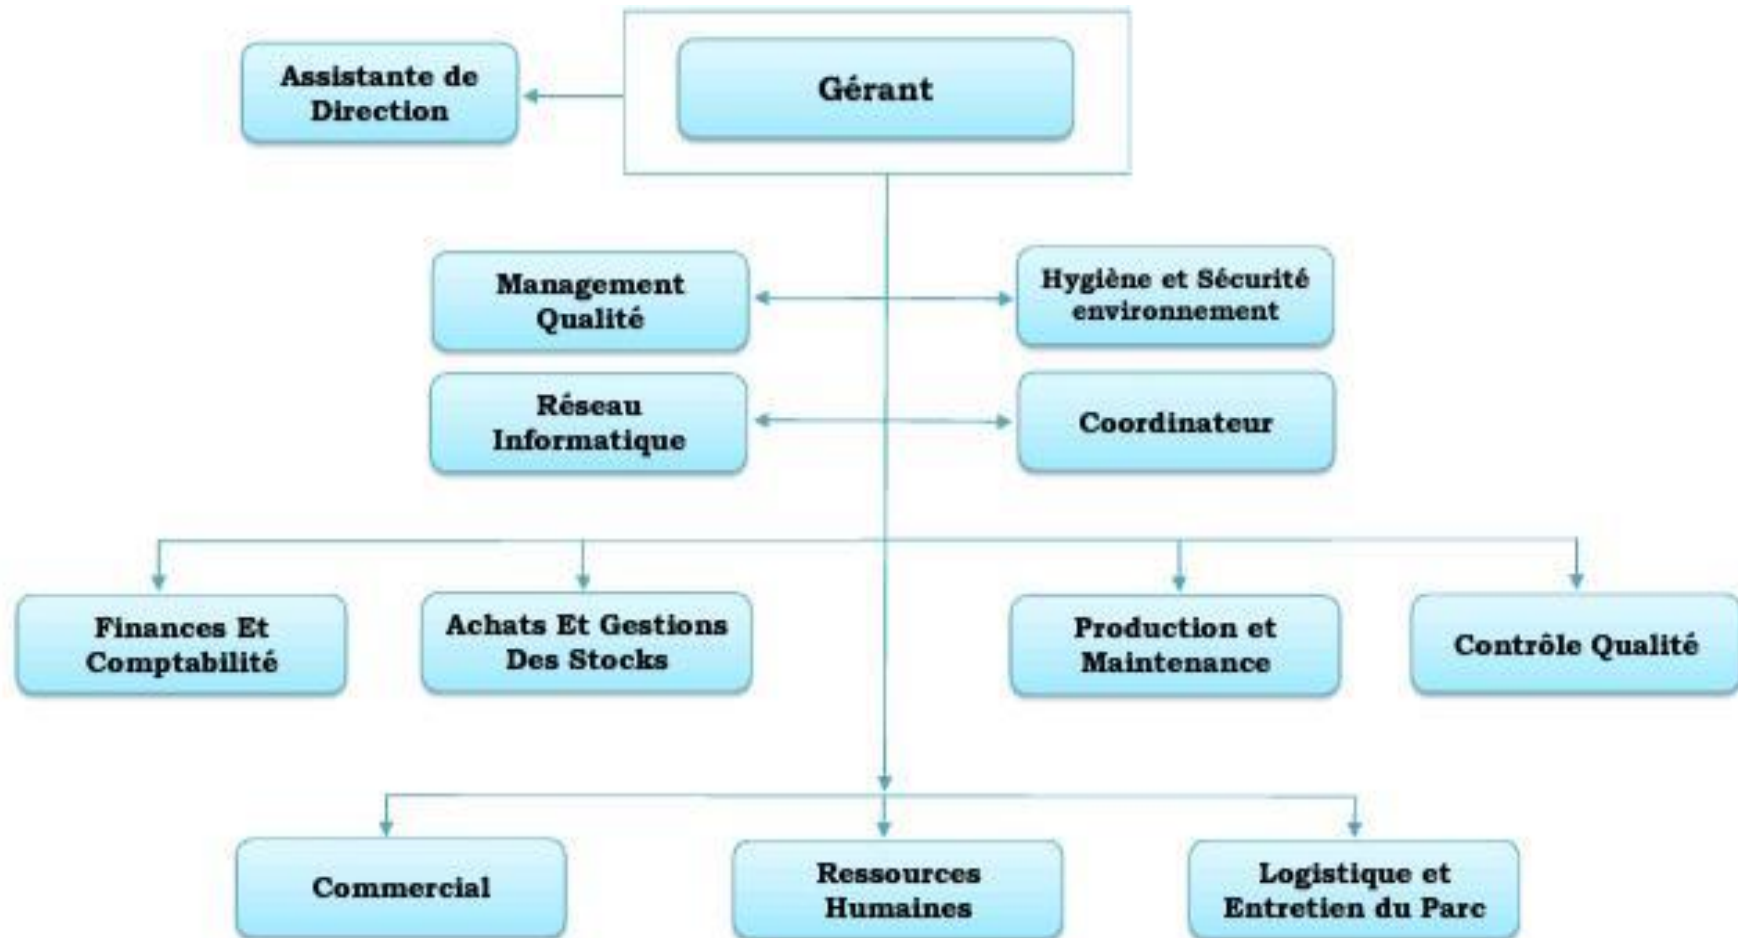 Assistante de
Direction
Gérant
Management
Qualité
Hygiène et Sécurité
environnement
Réseau
Informatique
Coordinateur
Finances Et
Comptabilité
Achats Et Gestions
Des Stocks
Production et
Maintenance
Contrôle Qualité
Commercial
Ressources
Humaines
Logistique et
Entretien du Parc